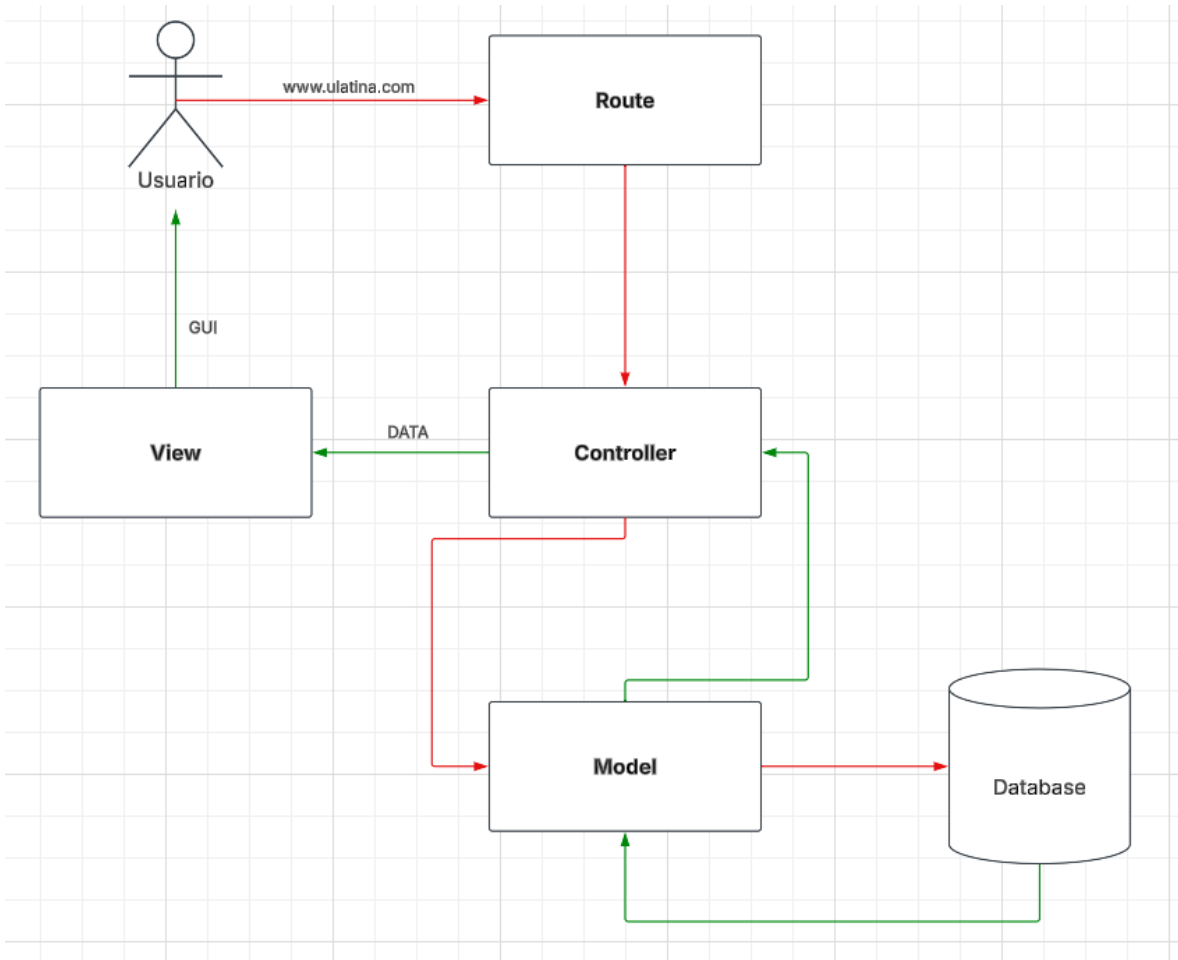 www.ulatina.com
Route
Usuario
GUI
View
DATA
Controller
Model
Database